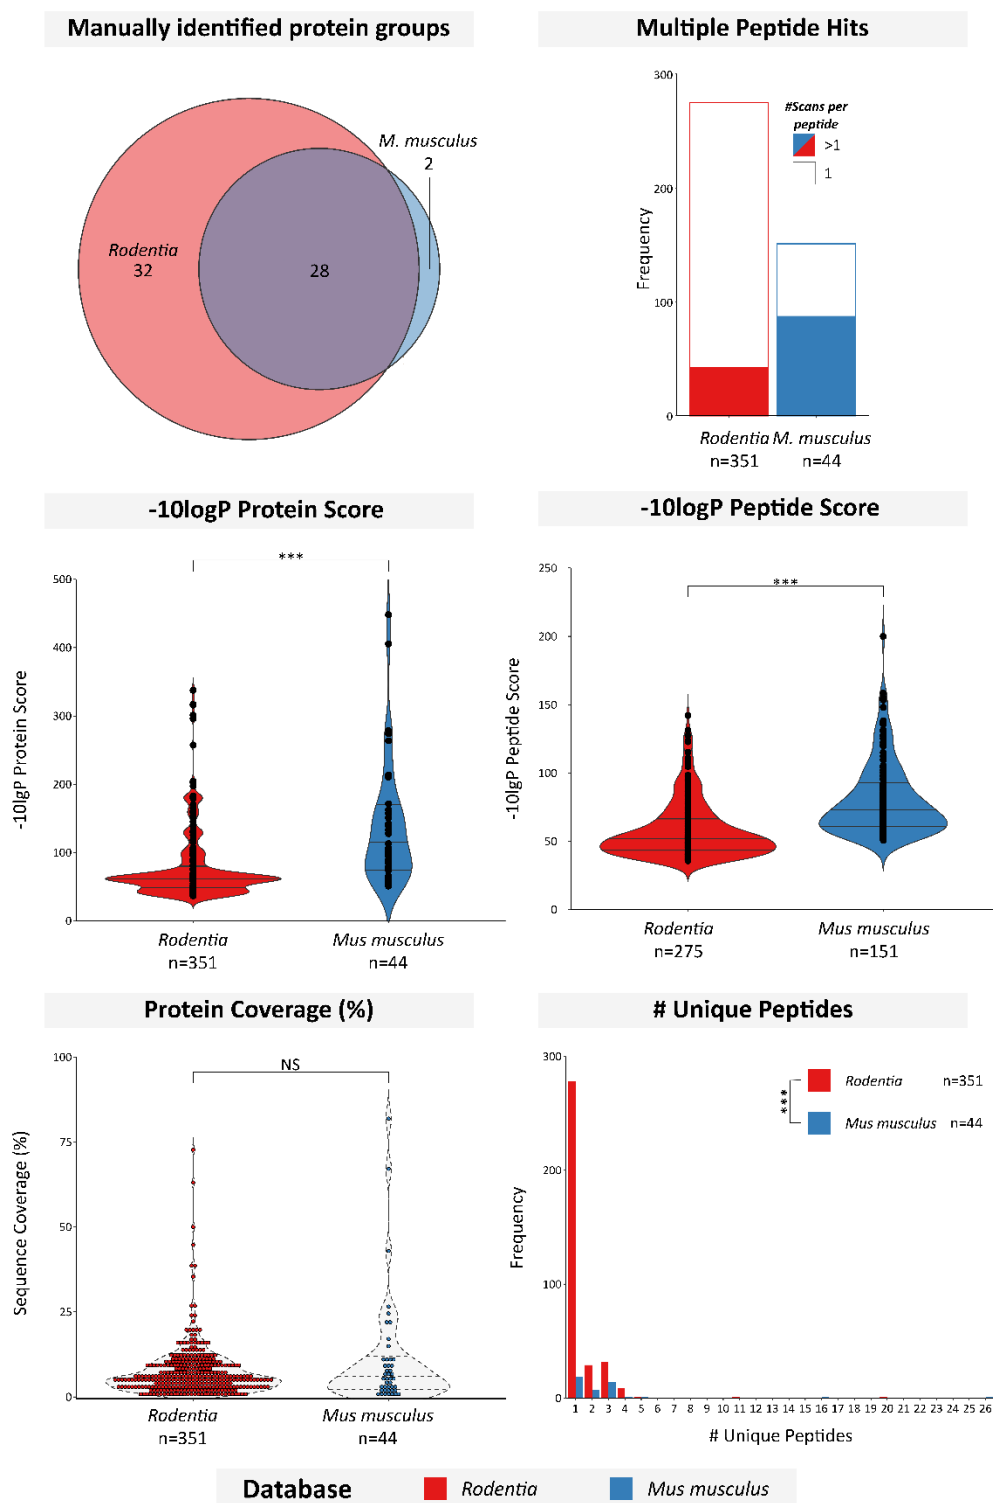 Manually identified protein groups
M. musculus
2
Rodentia
32
28
Multiple Peptide Hits
300
200
100
0
Frequency
#Scans per
peptide
>1
1
Rodentia M. musculus
n=351 n=44
-10logP Protein Score
***
500
400
300
200
100
0
-10lgP Protein Score
Rodentia Mus musculus
n=351 n=44
-10logP Peptide Score
***
250
200
150
100
50
0
-10lgP Peptide Score
Rodentia Mus musculus
n=275 n=151
Protein Coverage (%)
NS
100
75
50
25
0
Sequence Coverage (%)
Rodentia Mus musculus
n=351 n=44
# Unique Peptides
300
200
100
0
Frequency
***
Rodentia n=351
Mus musculus n=44
1 2 3 4 5 6 7 8 9 10 11 12 13 14 15 16 17 18 19 20 21 22 23 24 25 26
# Unique Peptides
Database Rodentia Mus musculus